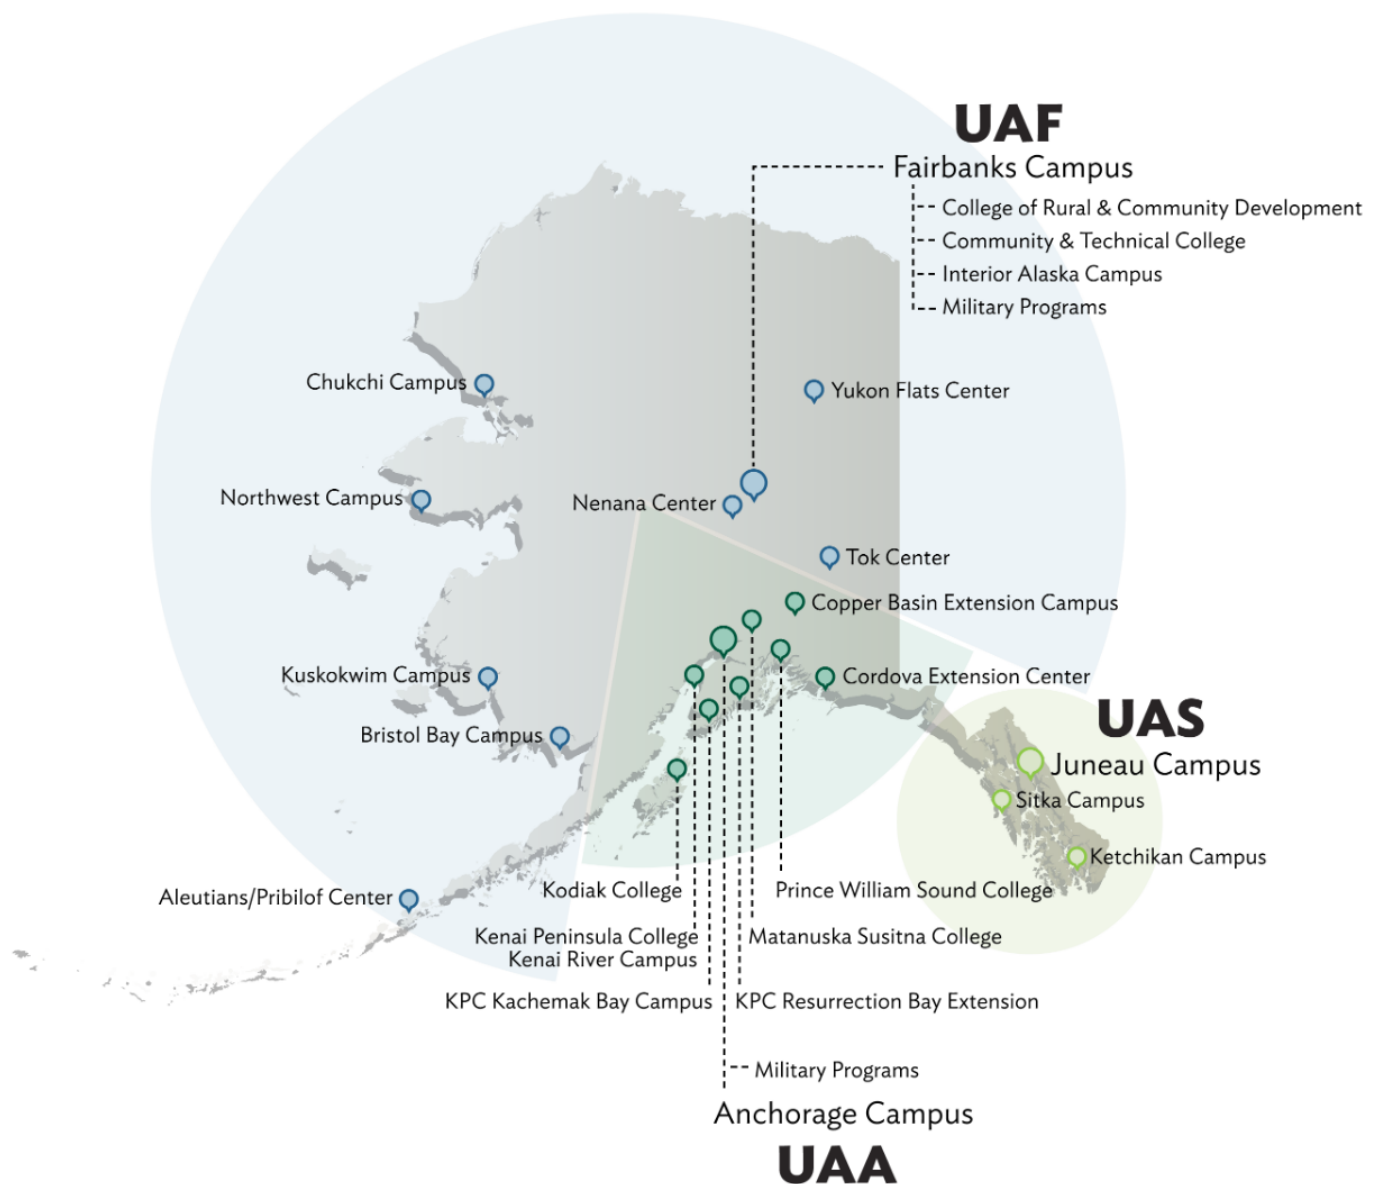 UAF
Fairbanks Campus
College of Rural & Community Development
Community & Technical College
Interior Alaska Campus
Military Programs
Chukchi Campus
Yukon Flats Center
Northwest Campus
Nenana Center
Tok Center
Copper Basin Extension Campus
Kuskokwim Campus
Cordova Extension Center
Bristol Bay Campus
UAS
Juneau Campus
Sitka Campus
Ketchikan Campus
Aleutians/Pribilof Center
Kodiak College
Prince William Sound College
Kenai Peninsula College
Kenai River Campus
Matanuska Susitna College
KPC Kachemak Bay Campus
KPC Resurrection Bay Extension
Military Programs
Anchorage Campus
UAA